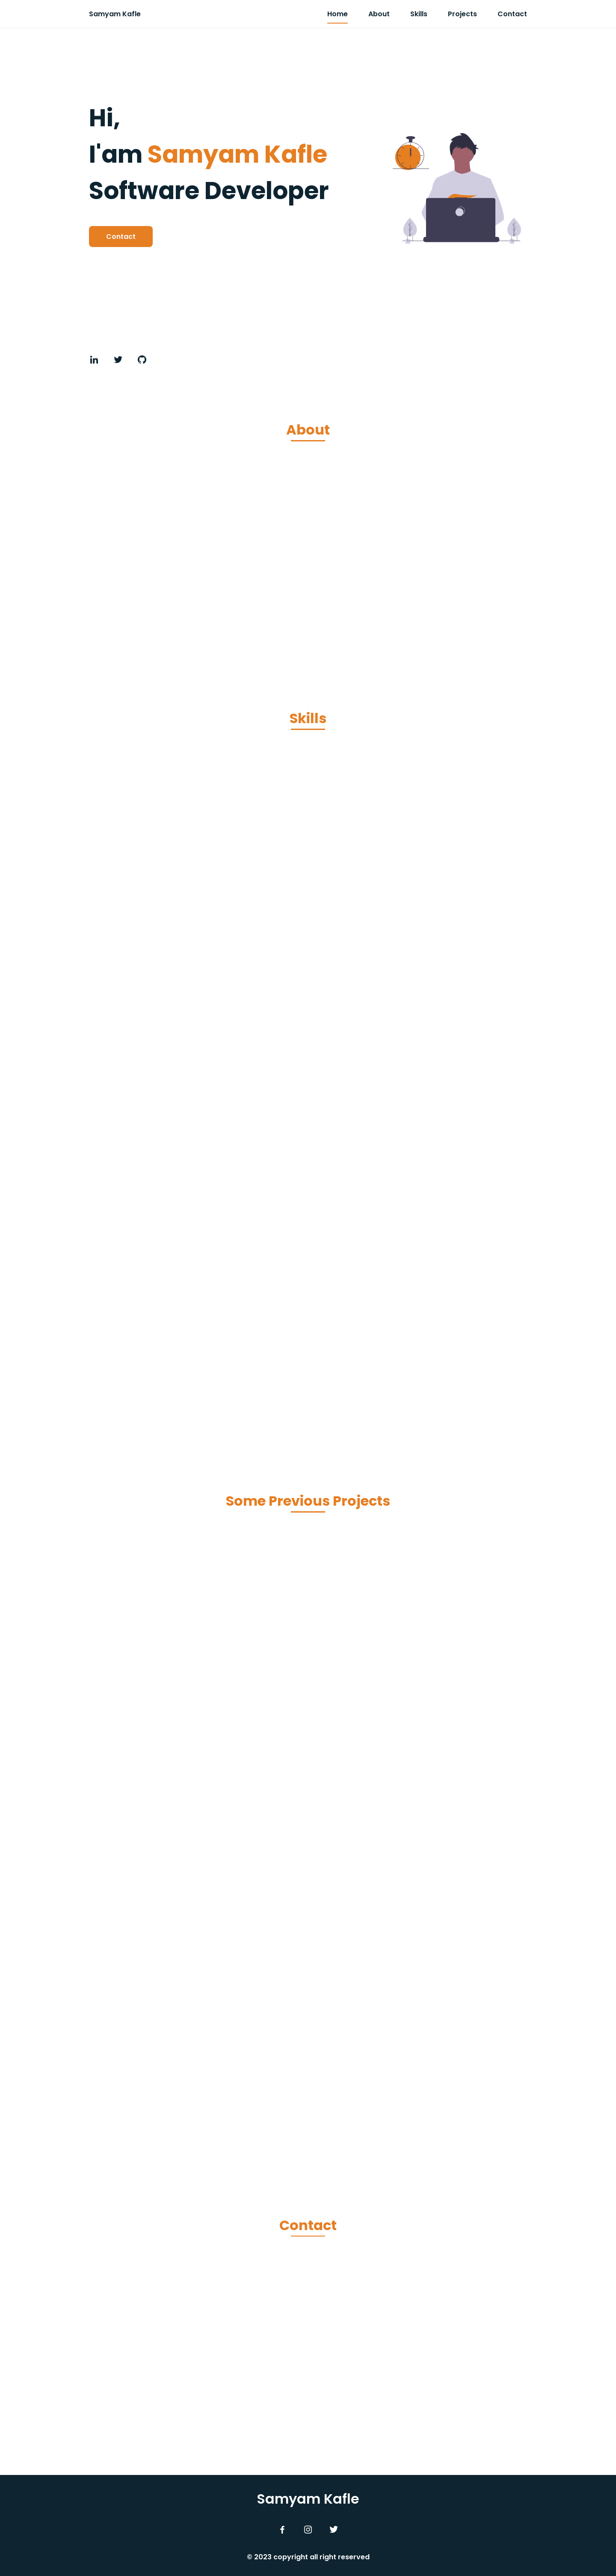 Samyam Kafle
Home About Skills Projects Contact
Hi,
I'am Samyam Kafle
Software Developer
Contact
About
Skills
Some Previous Projects
Contact
Samyam Kafle
© 2023 copyright all right reserved